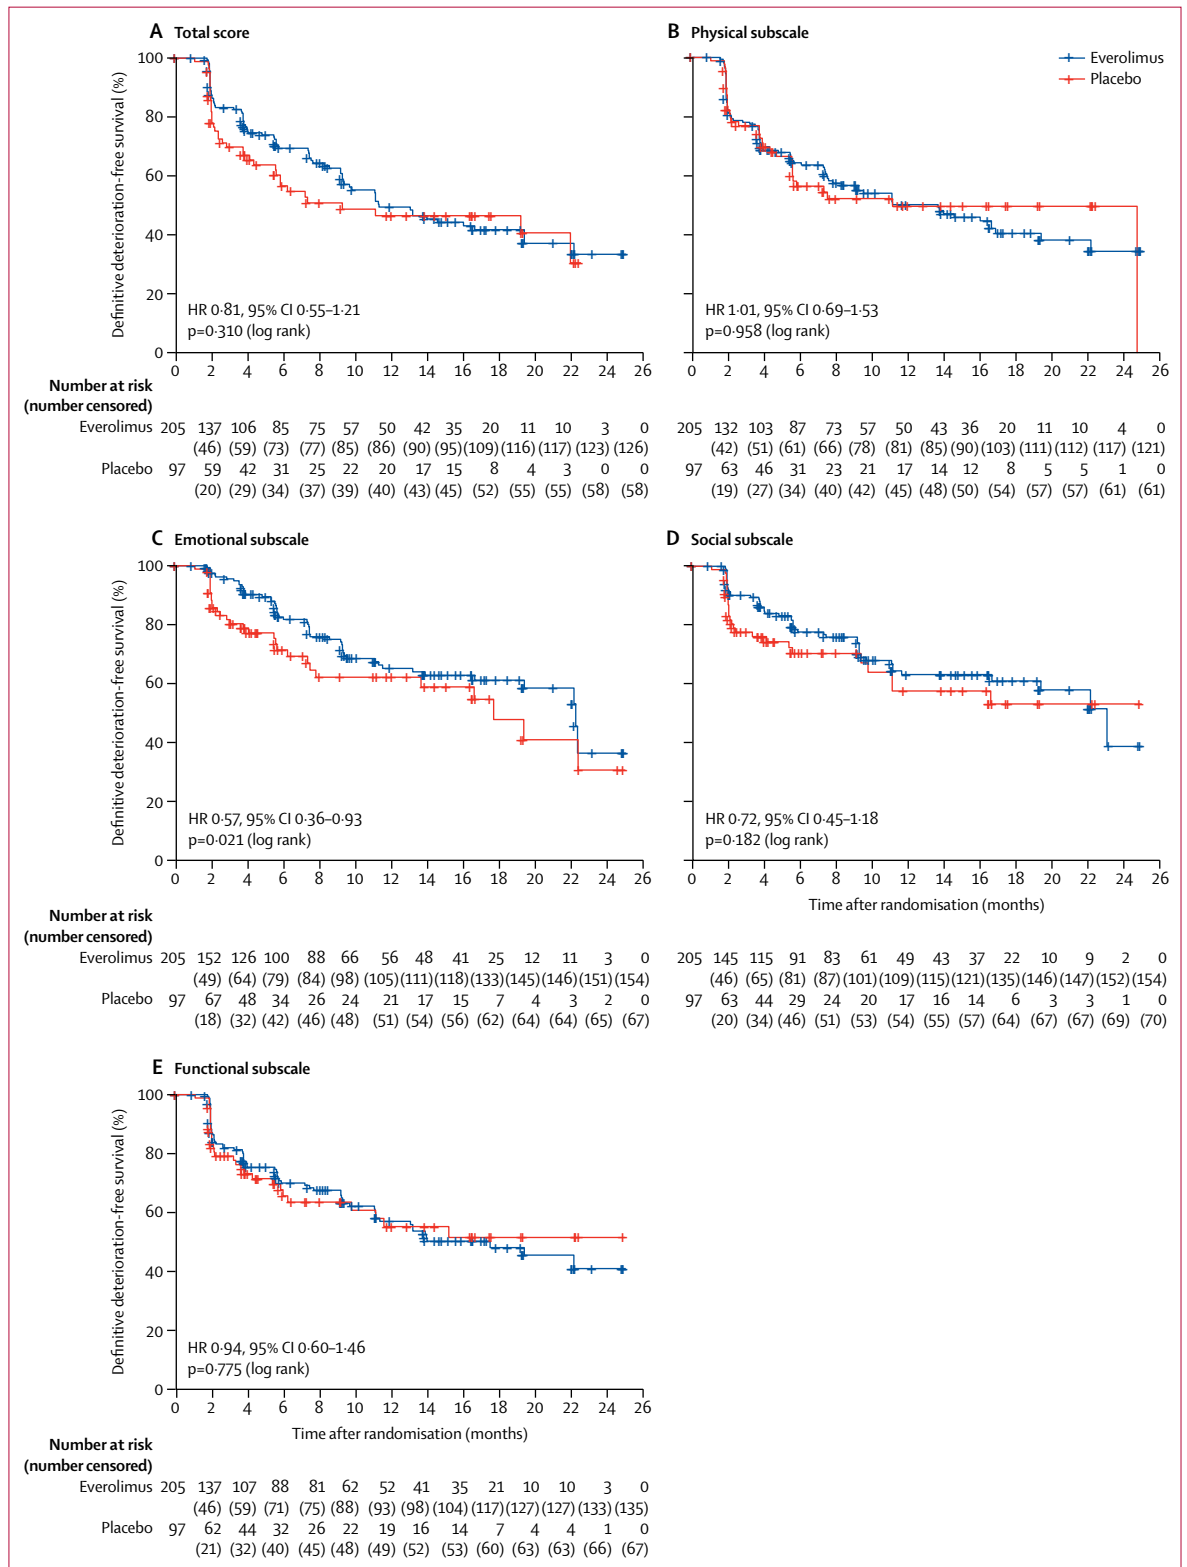 A Total score
B Physical subscale
Everolimus
Placebo
Definitive deterioration-free survival (%)
100
80
60
40
20
0
HR 0·81, 95% CI 0·55–1·21
p=0·310 (log rank)
HR 1·01, 95% CI 0·69–1·53
p=0·958 (log rank)
0 2 4 6 8 10 12 14 16 18 20 22 24 26
0 2 4 6 8 10 12 14 16 18 20 22 24 26
Number at risk
(number censored)
Everolimus 205 137 106 85 75 57 50 42 35 20 11 10 3 0
(46) (59) (73) (77) (85) (86) (90) (95) (109) (116) (117) (123) (126)
Placebo 97 59 42 31 25 22 20 17 15 8 4 3 0 0
(20) (29) (34) (37) (39) (40) (43) (45) (52) (55) (55) (58) (58)
205 132 103 87 73 57 50 43 36 20 11 10 4 0
(42) (51) (61) (66) (78) (81) (85) (90) (103) (111) (112) (117) (121)
97 63 46 31 23 21 17 14 12 8 5 5 1 0
(19) (27) (34) (40) (42) (45) (48) (50) (54) (57) (57) (61) (61)
C Emotional subscale
D Social subscale
Definitive deterioration-free survival (%)
100
80
60
40
20
0
HR 0·57, 95% CI 0·36–0·93
p=0·021 (log rank)
HR 0·72, 95% CI 0·45–1·18
p=0·182 (log rank)
0 2 4 6 8 10 12 14 16 18 20 22 24 26
0 2 4 6 8 10 12 14 16 18 20 22 24 26
Time after randomisation (months)
Number at risk
(number censored)
Everolimus 205 152 126 100 88 66 56 48 41 25 12 11 3 0
(49) (64) (79) (84) (98) (105) (111) (118) (133) (145) (146) (151) (154)
Placebo 97 67 48 34 26 24 21 17 15 7 4 3 2 0
(18) (32) (42) (46) (48) (51) (54) (56) (62) (64) (64) (65) (67)
205 145 115 91 83 61 49 43 37 22 10 9 2 0
(46) (65) (81) (87) (101) (109) (115) (121) (135) (146) (147) (152) (154)
97 63 44 29 24 20 17 16 14 6 3 3 1 0
(20) (34) (46) (51) (53) (54) (55) (57) (64) (67) (67) (69) (70)
E Functional subscale
Definitive deterioration-free survival (%)
100
80
60
40
20
0
HR 0·94, 95% CI 0·60–1·46
p=0·775 (log rank)
0 2 4 6 8 10 12 14 16 18 20 22 24 26
Time after randomisation (months)
Number at risk
(number censored)
Everolimus 205 137 107 88 81 62 52 41 35 21 10 10 3 0
(46) (59) (71) (75) (88) (93) (98) (104) (117) (127) (127) (133) (135)
Placebo 97 62 44 32 26 22 19 16 14 7 4 4 1 0
(21) (32) (40) (45) (48) (49) (52) (53) (60) (63) (63) (66) (67)